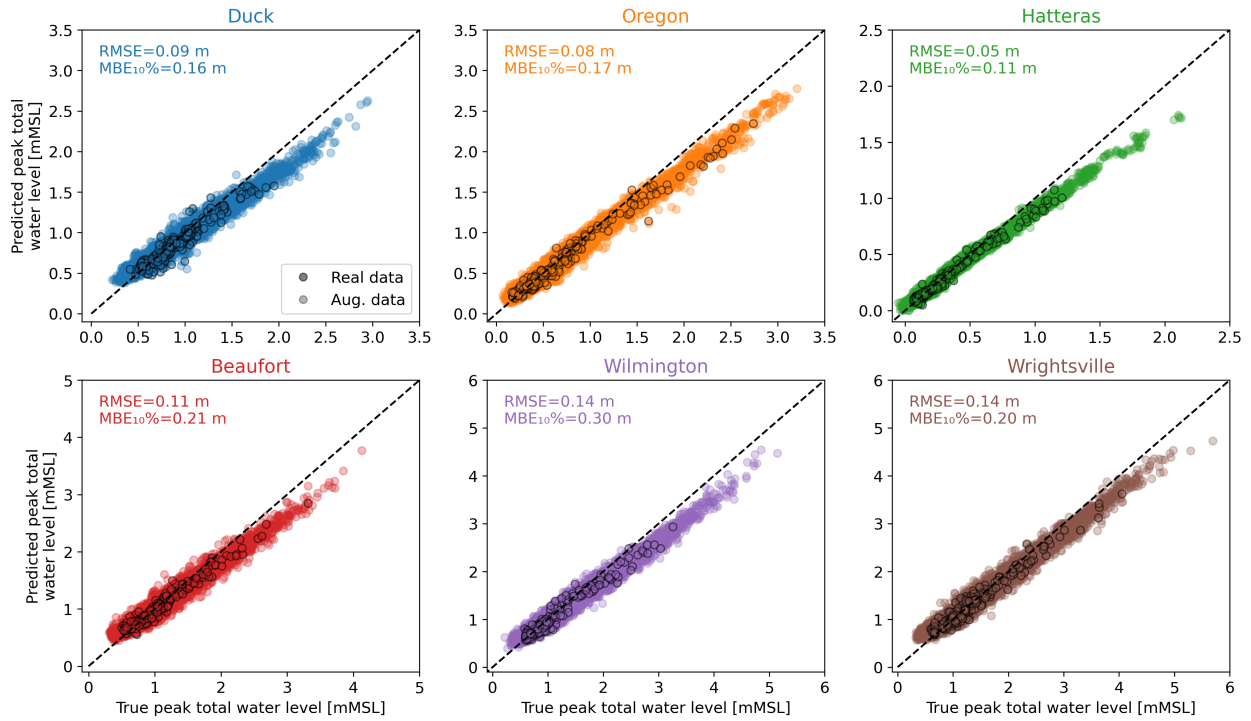 Duck
RMSE=0.09 m
MBE₁₀%=0.16 m
3.5
3.0
2.5
2.0
1.5
1.0
0.5
0.0
Predicted peak total
water level [mMSL]
Real data
Aug. data
0.0 0.5 1.0 1.5 2.0 2.5 3.0 3.5
Oregon
RMSE=0.08 m
MBE₁₀%=0.17 m
3.5
3.0
2.5
2.0
1.5
1.0
0.5
0.0
0.0 0.5 1.0 1.5 2.0 2.5 3.0 3.5
Hatteras
RMSE=0.05 m
MBE₁₀%=0.11 m
2.5
2.0
1.5
1.0
0.5
0.0
0.0 0.5 1.0 1.5 2.0 2.5
Beaufort
RMSE=0.11 m
MBE₁₀%=0.21 m
5
4
3
2
1
0
Predicted peak total
water level [mMSL]
0 1 2 3 4 5
True peak total water level [mMSL]
Wilmington
RMSE=0.14 m
MBE₁₀%=0.30 m
6
5
4
3
2
1
0
0 1 2 3 4 5 6
True peak total water level [mMSL]
Wrightsville
RMSE=0.14 m
MBE₁₀%=0.20 m
6
5
4
3
2
1
0
0 1 2 3 4 5 6
True peak total water level [mMSL]